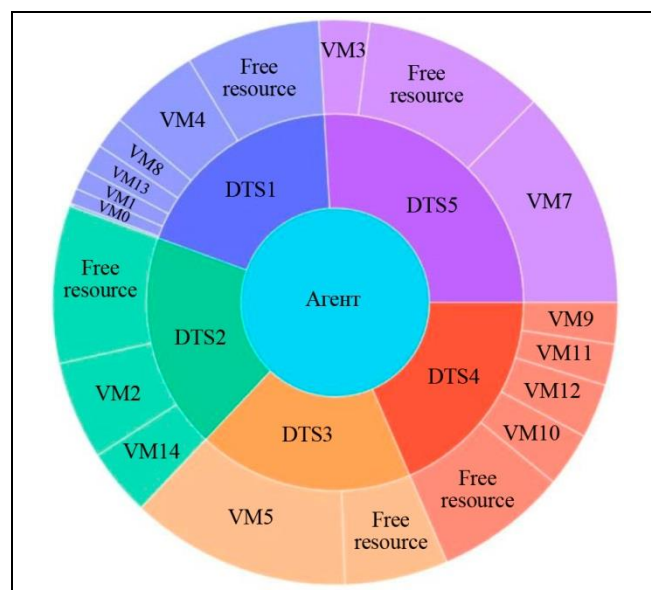 VM3
Free
resource
VM7
Free
resource
VM4
VM8
VM13
VM1
VM0
DTS1
DTS5
Агент
Free
resource
VM2
VM14
DTS2
DTS4
VM9
VM11
VM12
VM10
Free
resource
DTS3
VM5
Free
resource